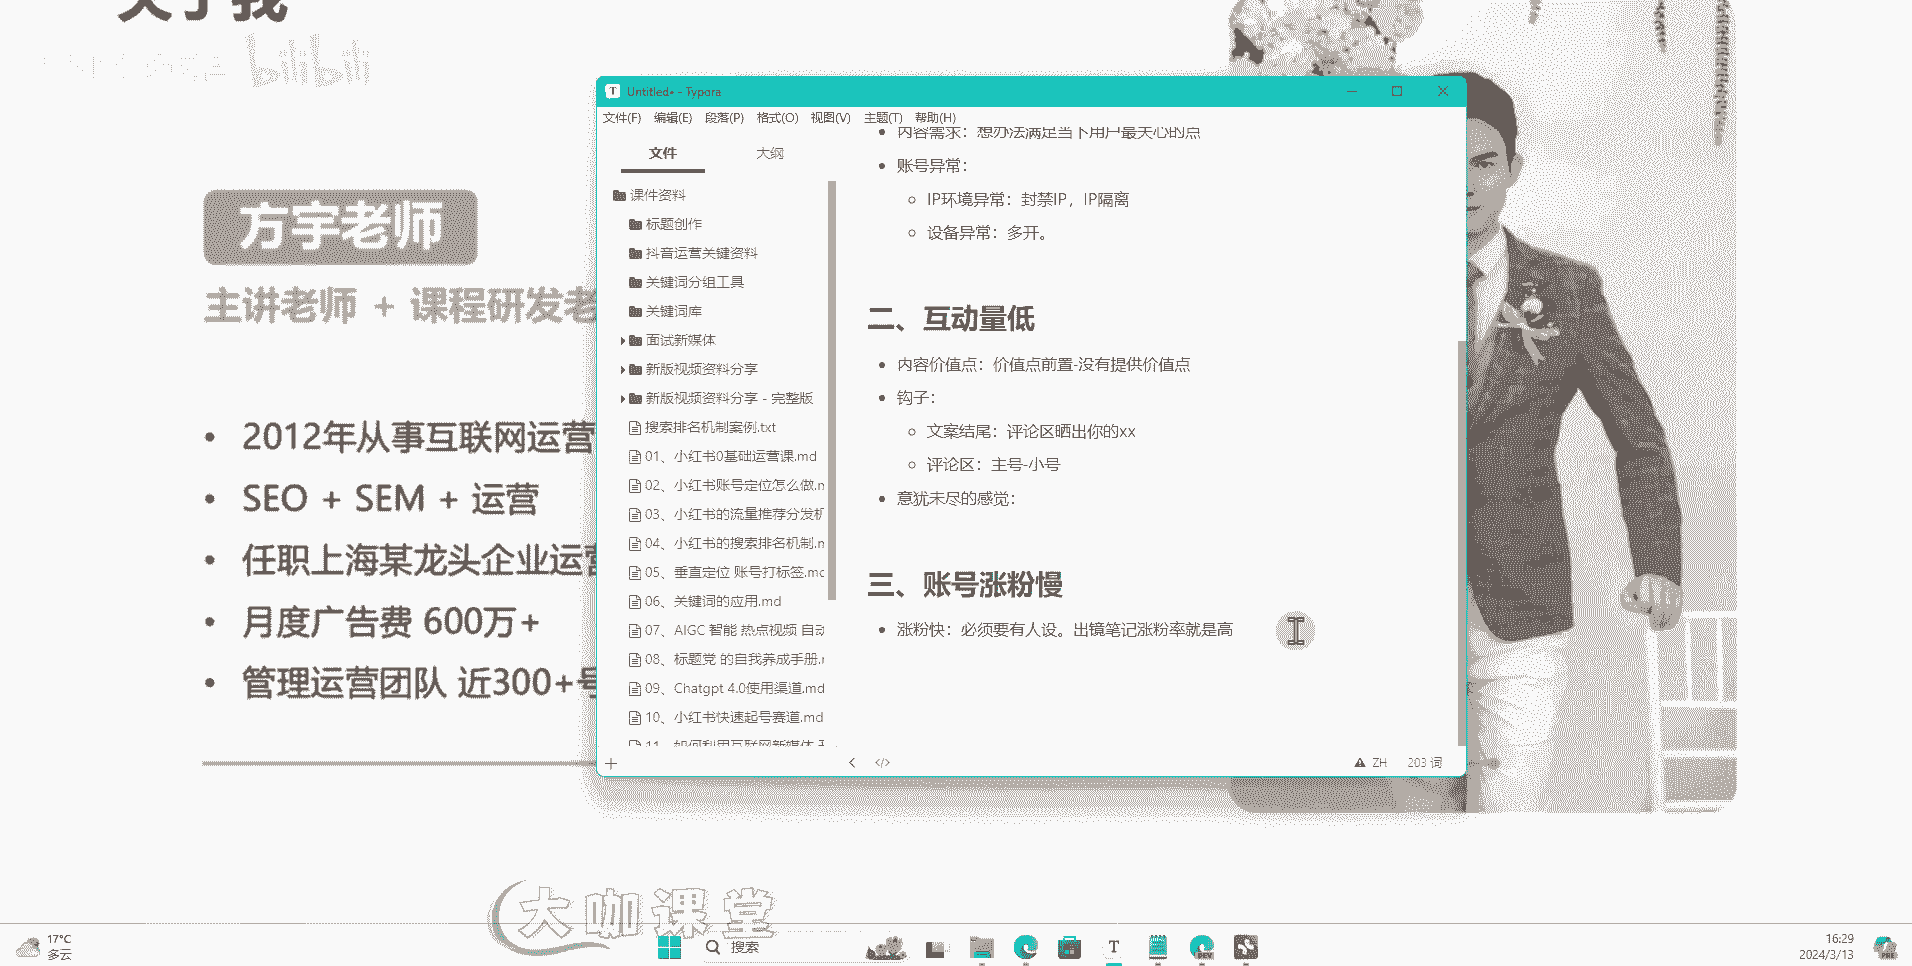 关于我
bilibili
方宇老师
主讲老师 + 课程研发老
2012年从事互联网运营
SEO + SEM + 运营
任职上海某龙头企业运营
月度广告费 600万+
管理运营团队 近300+号
Untitled• - Typora
文件(F) 编辑(E) 段落(P) 格式(O) 视图(V) 主题(T) 帮助(H)
文件 大纲
课件资料
标题创作
抖音运营关键资料
关键词分组工具
关键词库
面试新媒体
新版视频资料分享
新版视频资料分享 - 完整版
搜索排名机制案例.txt
01、小红书0基础运营课.md
02、小红书账号定位怎么做.m
03、小红书的流量推荐分发机
04、小红书的搜索排名机制.m
05、垂直定位 账号打标签.mc
06、关键词的应用.md
07、AIGC 智能 热点视频 自动
08、标题党 的自我养成手册.r
09、Chatgpt 4.0使用渠道.md
10、小红书快速起号赛道.md
11、如何利用互联网新媒体
内容需求：想办法满足当下用户最关心的点
账号异常：
IP环境异常：封禁IP，IP隔离
设备异常：多开。
二、互动量低
内容价值点：价值点前置-没有提供价值点
钩子：
文案结尾：评论区晒出你的xx
评论区：主号-小号
意犹未尽的感觉：
三、账号涨粉慢
涨粉快：必须要有人设。出镜笔记涨粉率就是高
</> ZH 203 词
大咖课堂
17°C
多云
搜索
T
DEV
16:29
2024/3/13
PRE